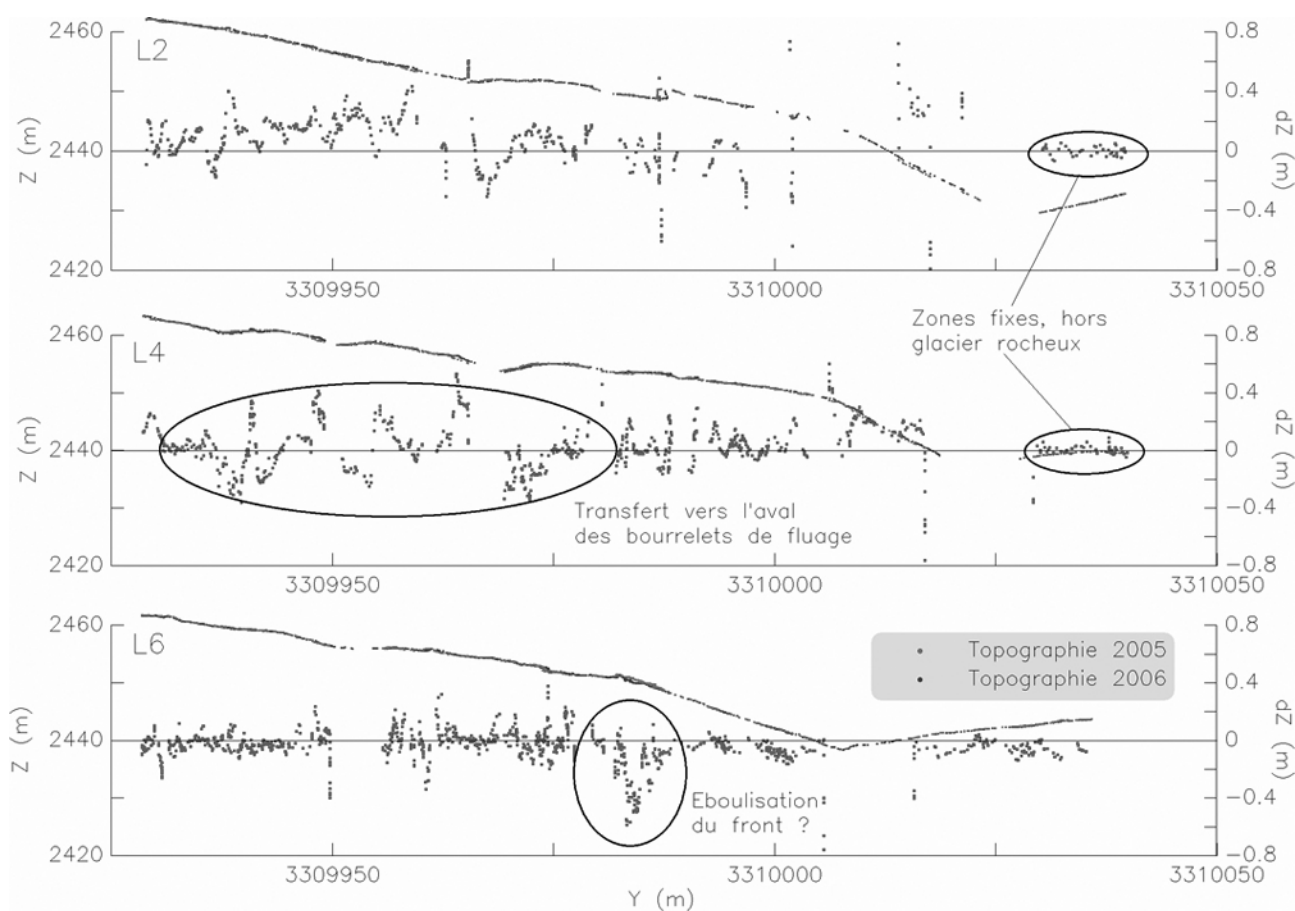 2460
L2
0.8
0.4
Z (m)
2440
0
dZ (m)
-0.4
2420
-0.8
3309950
3310000
3310050
Zones fixes, hors
glacier rocheux
2460
L4
0.8
0.4
Z (m)
2440
0
dZ (m)
-0.4
Transfert vers l'aval
des bourrelets de fluage
2420
-0.8
3309950
3310000
3310050
2460
L6
0.8
Topographie 2005
Topographie 2006
0.4
Z (m)
2440
0
dZ (m)
-0.4
Eboulisation
du front ?
2420
-0.8
3309950
3310000
3310050
Y (m)